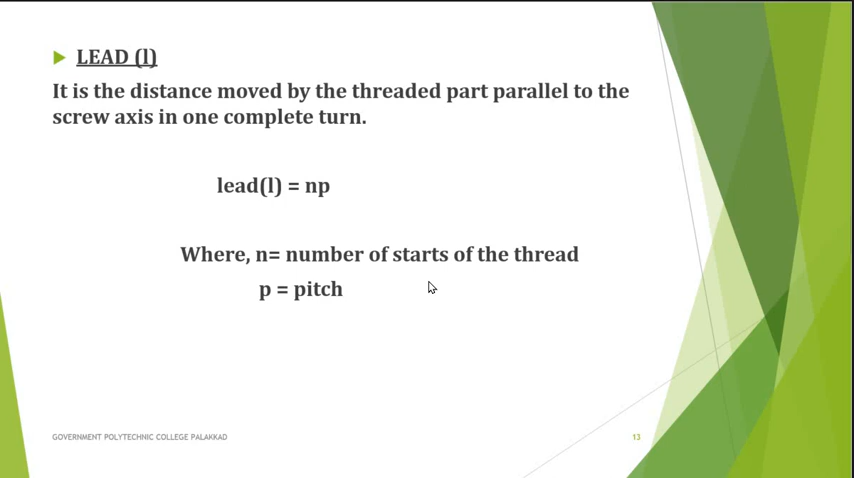 LEAD (l)
It is the distance moved by the threaded part parallel to the
screw axis in one complete turn.
lead(l) = np
Where, n= number of starts of the thread
p = pitch
GOVERNMENT POLYTECHNIC COLLEGE PALAKKAD
13